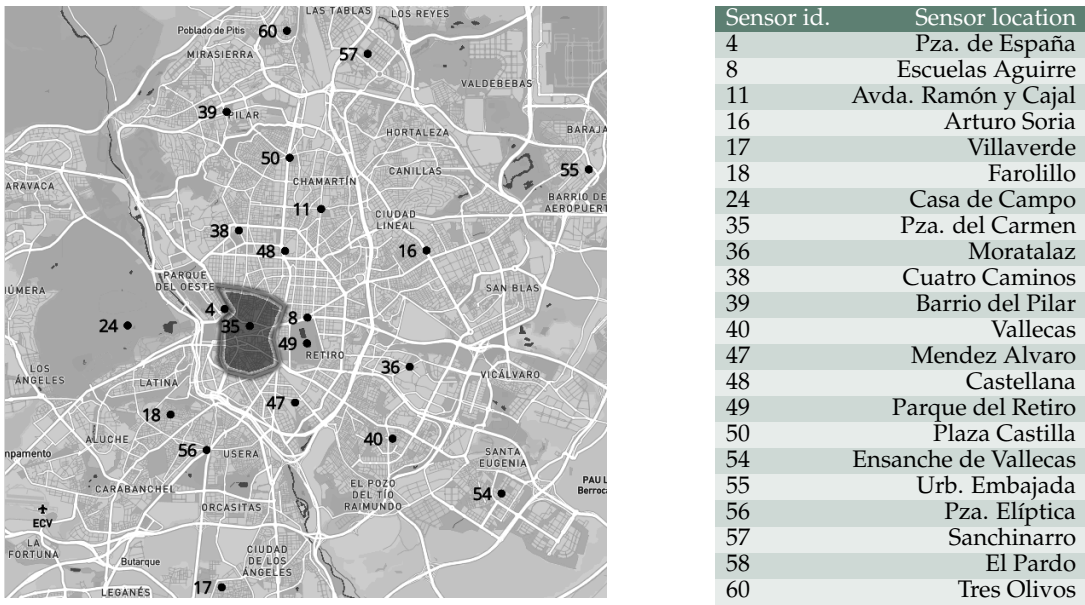 LAS TABLAS
LOS REYES
Poblado de Pitis
60
MIRASIERRA
57
VALDEBEBAS
39
PILAR
HORTALEZA
BARAJA
50
CANILLAS
55
CHAMARTÍN
ARAVACA
BARRIO DE
AEROPUERT
11
CIUDAD
LINEAL
38
48
16
PARQUE
DEL OESTE
SAN BLAS
ÚMERA
4
8
24
35
49
RETIRO
36
LOS
ÁNGELES
VICÁLVARO
LATINA
47
18
40
ALUCHE
56
USERA
SANTA
EUGENIA
mpamento
CARABANCHEL
EL POZO
DEL TÍO
RAIMUNDO
54
PAU L
Berroca
ORCASITAS
ECV
LA
FORTUNA
CIUDAD
DE LOS
ÁNGELES
Butarque
17
LEGANÉS
Sensor id. Sensor location
4 Pza. de España
8 Escuelas Aguirre
11 Avda. Ramón y Cajal
16 Arturo Soria
17 Villaverde
18 Farolillo
24 Casa de Campo
35 Pza. del Carmen
36 Moratalaz
38 Cuatro Caminos
39 Barrio del Pilar
40 Vallecas
47 Mendez Alvaro
48 Castellana
49 Parque del Retiro
50 Plaza Castilla
54 Ensanche de Vallecas
55 Urb. Embajada
56 Pza. Elíptica
57 Sanchinarro
58 El Pardo
60 Tres Olivos